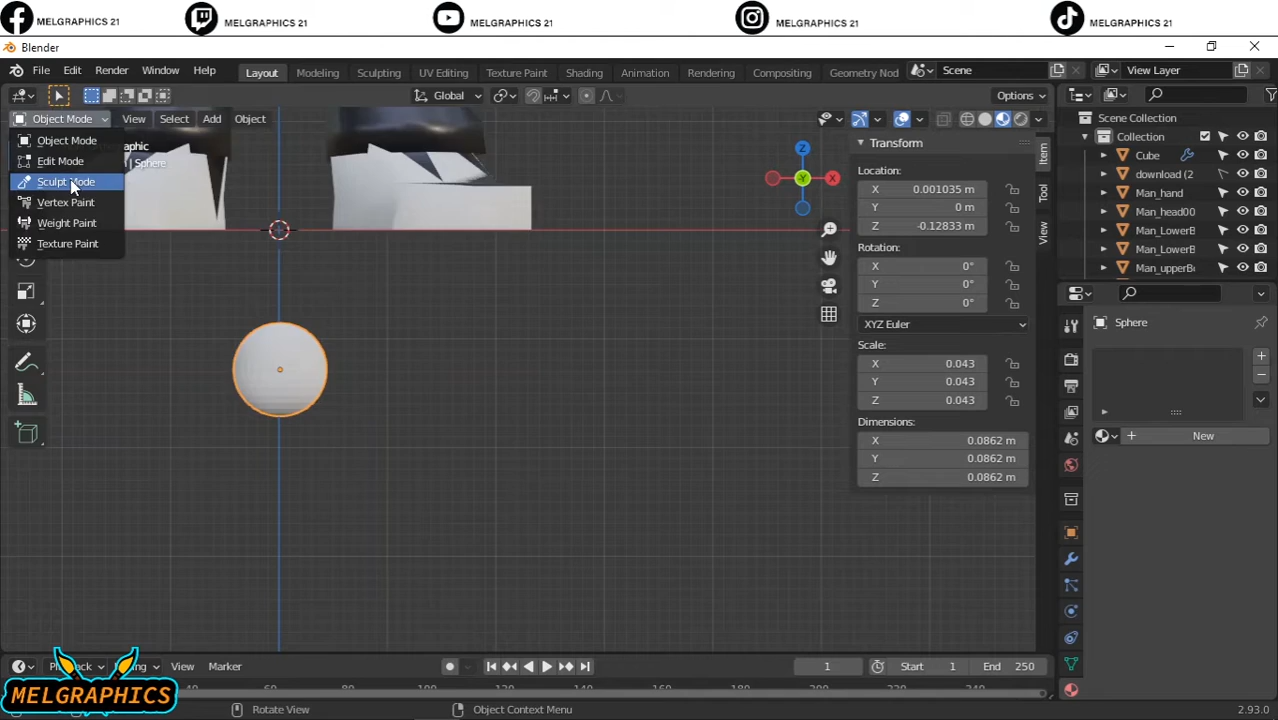 MELGRAPHICS 21 MELGRAPHICS 21 MELGRAPHICS 21 MELGRAPHICS 21 MELGRAPHICS 21
Blender
File Edit Render Window Help Layout Modeling Sculpting UV Editing Texture Paint Shading Animation Rendering Compositing Geometry Nod Scene View Layer
Global Options
Object Mode View Select Add Object
Scene Collection
Collection
Object Mode
ographic
Edit Mode
| Sphere
Sculpt Mode
Vertex Paint
Weight Paint
Texture Paint
Z
-Y
X
Transform
Location:
X 0.001035 m
Y 0 m
Z -0.12833 m
Rotation:
X 0°
Y 0°
Z 0°
XYZ Euler
Scale:
X 0.043
Y 0.043
Z 0.043
Dimensions:
X 0.0862 m
Y 0.0862 m
Z 0.0862 m
Item
Tool
View
Cube
download (2
Man_hand
Man_head00
Man_LowerB
Man_LowerB
Man_upperB
Sphere
New
View Marker 1 Start 1 End 250
MELGRAPHICS
Rotate View Object Context Menu 2.93.0